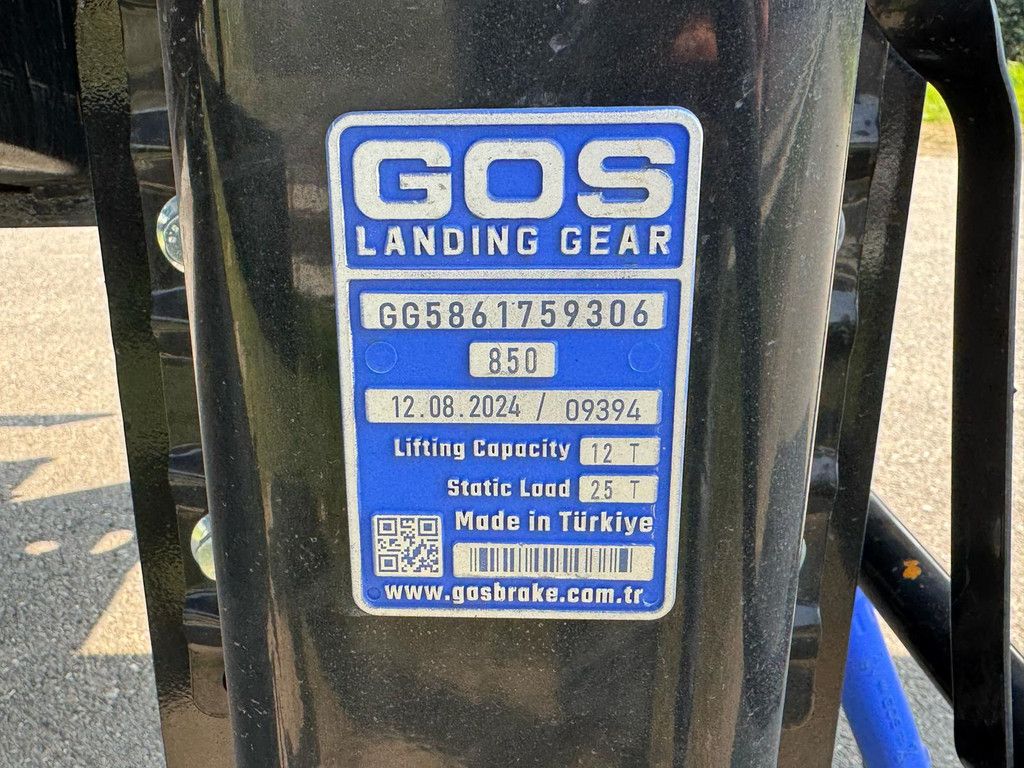 GOS
LANDING GEAR
GG5861759306
850
12.08.2024 / 09394
Lifting Capacity 12 T
Static Load 25 T
Made in Türkiye
www.gosbrake.com.tr